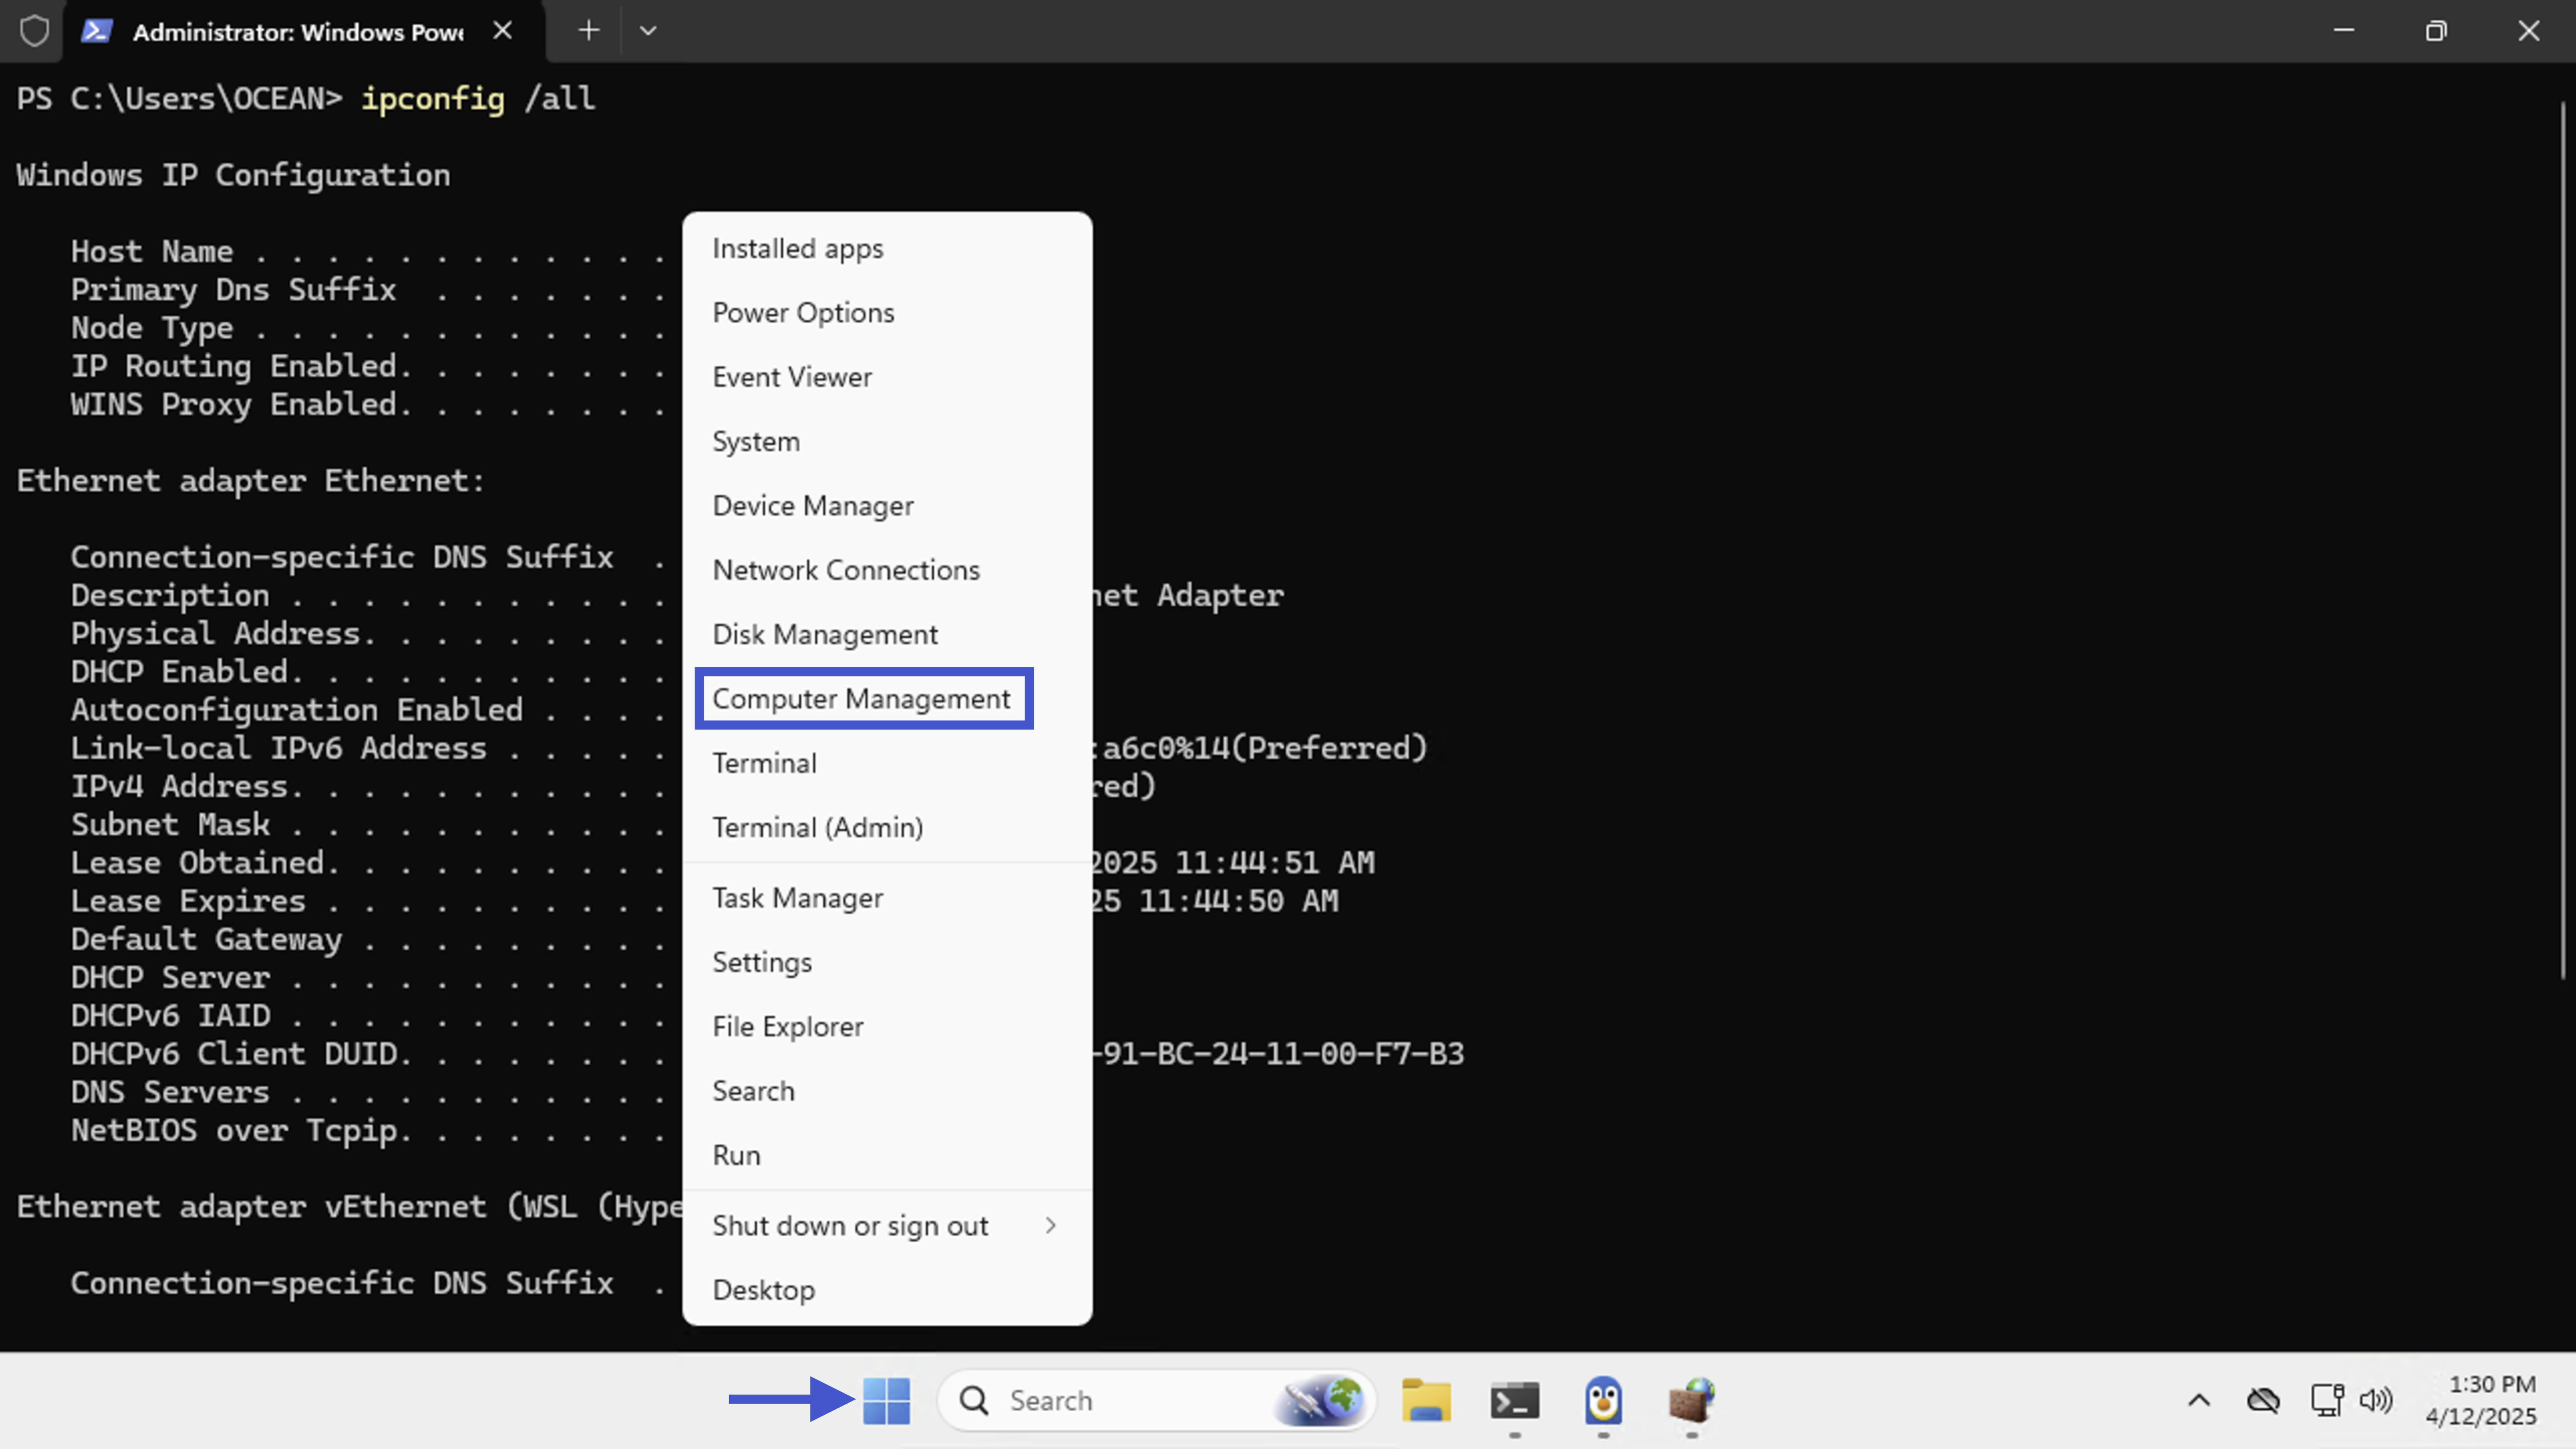 Administrator: Windows Powe
PS C:\Users\OCEAN> ipconfig /all
Windows IP Configuration
Host Name . . . . . . . . . . . .
Primary Dns Suffix  . . . . . . .
Node Type . . . . . . . . . . . .
IP Routing Enabled. . . . . . . .
WINS Proxy Enabled. . . . . . . .
Ethernet adapter Ethernet:
Connection-specific DNS Suffix  .
Description . . . . . . . . . . . net Adapter
Physical Address. . . . . . . . .
DHCP Enabled. . . . . . . . . . .
Autoconfiguration Enabled . . . .
Link-local IPv6 Address . . . . . :a6c0%14(Preferred)
IPv4 Address. . . . . . . . . . . red)
Subnet Mask . . . . . . . . . . .
Lease Obtained. . . . . . . . . . 2025 11:44:51 AM
Lease Expires . . . . . . . . . . 25 11:44:50 AM
Default Gateway . . . . . . . . .
DHCP Server . . . . . . . . . . .
DHCPv6 IAID . . . . . . . . . . .
DHCPv6 Client DUID. . . . . . . . -91-BC-24-11-00-F7-B3
DNS Servers . . . . . . . . . . .
NetBIOS over Tcpip. . . . . . . .
Ethernet adapter vEthernet (WSL (Hype
Connection-specific DNS Suffix  .
Installed apps
Power Options
Event Viewer
System
Device Manager
Network Connections
Disk Management
Computer Management
Terminal
Terminal (Admin)
Task Manager
Settings
File Explorer
Search
Run
Shut down or sign out
Desktop
Search
1:30 PM
4/12/2025